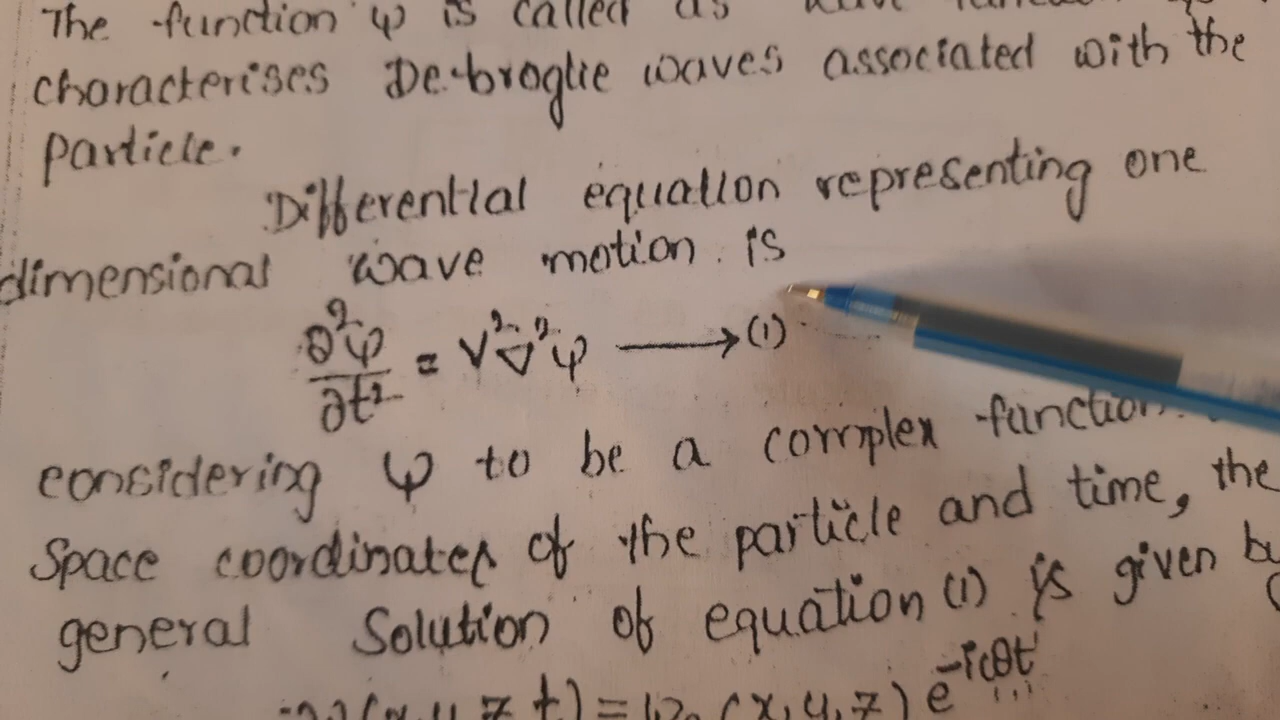 The function ψ is called as
characterises De-broglie waves associated with the
particle.
Differential equation representing one
dimensional wave motion is
∂²ψ/∂t² = v²∇²ψ ⟶ (1)
considering ψ to be a complex function
space coordinates of the particle and time, the
general solution of equation (1) is given by
ψ(x, y, z, t) = ψ₀ (x, y, z) e^-iωt